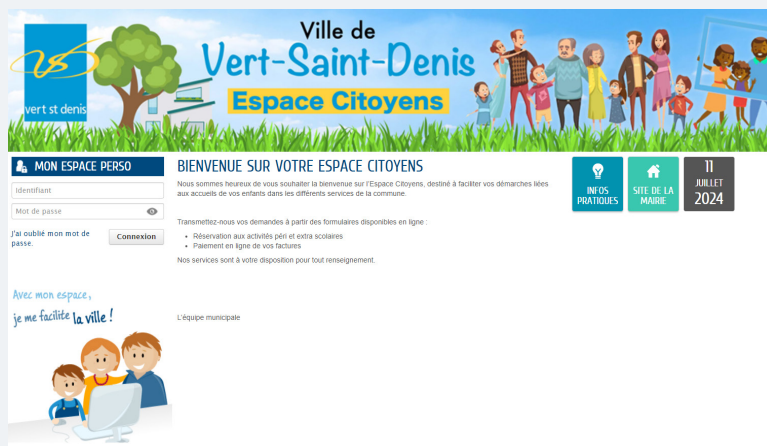 Ville de
Vert-Saint-Denis
Espace Citoyens
vert st denis
MON ESPACE PERSO
Identifiant
Mot de passe
J'ai oublié mon mot de
passe.
Connexion
Avec mon espace,
je me facilite la ville !
BIENVENUE SUR VOTRE ESPACE CITOYENS
Nous sommes heureux de vous souhaiter la bienvenue sur l'Espace Citoyens, destiné à faciliter vos démarches liées
aux accueils de vos enfants dans les différents services de la commune.
Transmettez-nous vos demandes à partir des formulaires disponibles en ligne :
• Réservation aux activités péri et extra scolaires
• Paiement en ligne de vos factures
Nos services sont à votre disposition pour tout renseignement.
L'équipe municipale
INFOS
PRATIQUES
SITE DE LA
MAIRIE
11
JUILLET
2024